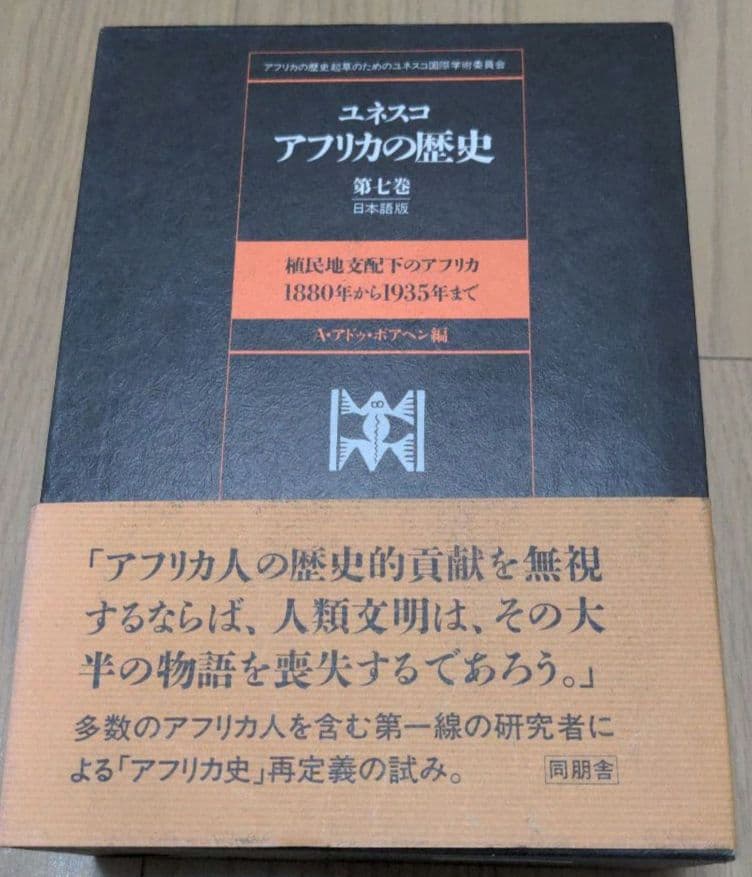 アフリカの歴史起草のためのユネスコ国際学術委員会
ユネスコ
アフリカの歴史
第七巻
日本語版
植民地支配下のアフリカ
1880年から1935年まで
A・アドゥ・ボアヘン編
「アフリカ人の歴史的貢献を無視
するならば、人類文明は、その大
半の物語を喪失するであろう。」
多数のアフリカ人を含む第一線の研究者に
よる「アフリカ史」再定義の試み。
同朋舎